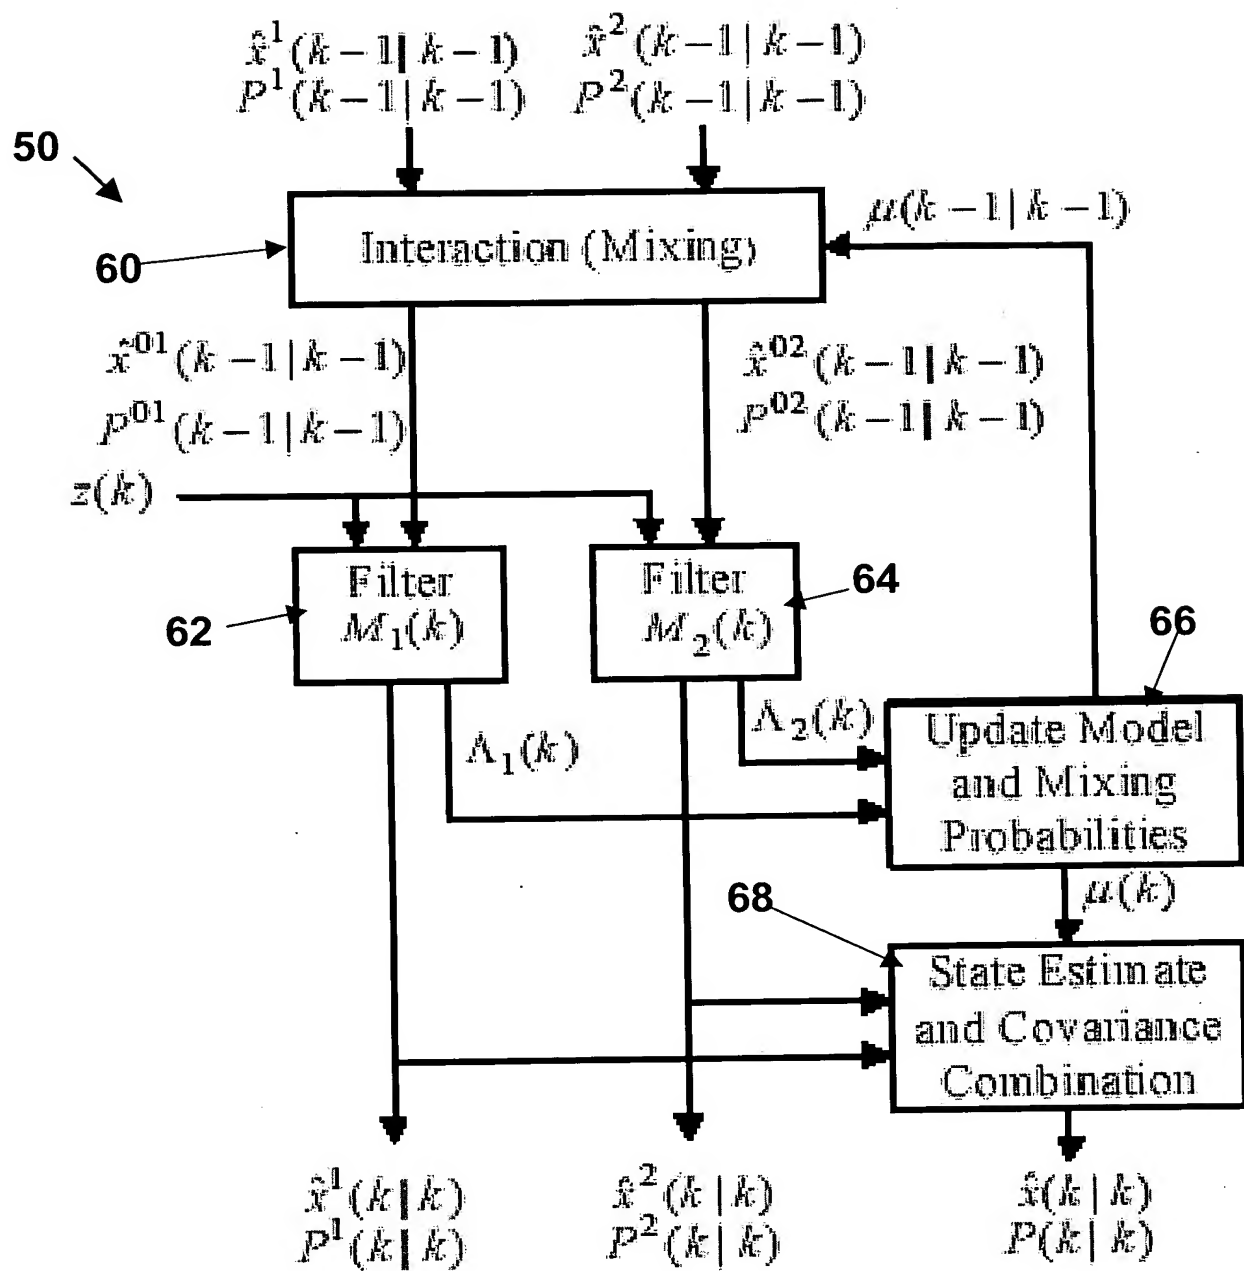 x̂¹(k−1|k−1) x̂²(k−1|k−1)
P¹(k−1|k−1) P²(k−1|k−1)
50
μ(k−1|k−1)
Interaction (Mixing)
60
x̂⁰¹(k−1|k−1) x̂⁰²(k−1|k−1)
P⁰¹(k−1|k−1) P⁰²(k−1|k−1)
z(k)
Filter
M₁(k)
62
Filter
M₂(k)
64
66
Λ₁(k)
Λ₂(k)
Update Model
and Mixing
Probabilities
μ(k)
68
State Estimate
and Covariance
Combination
x̂¹(k|k) x̂²(k|k) x̂(k|k)
P¹(k|k) P²(k|k) P(k|k)